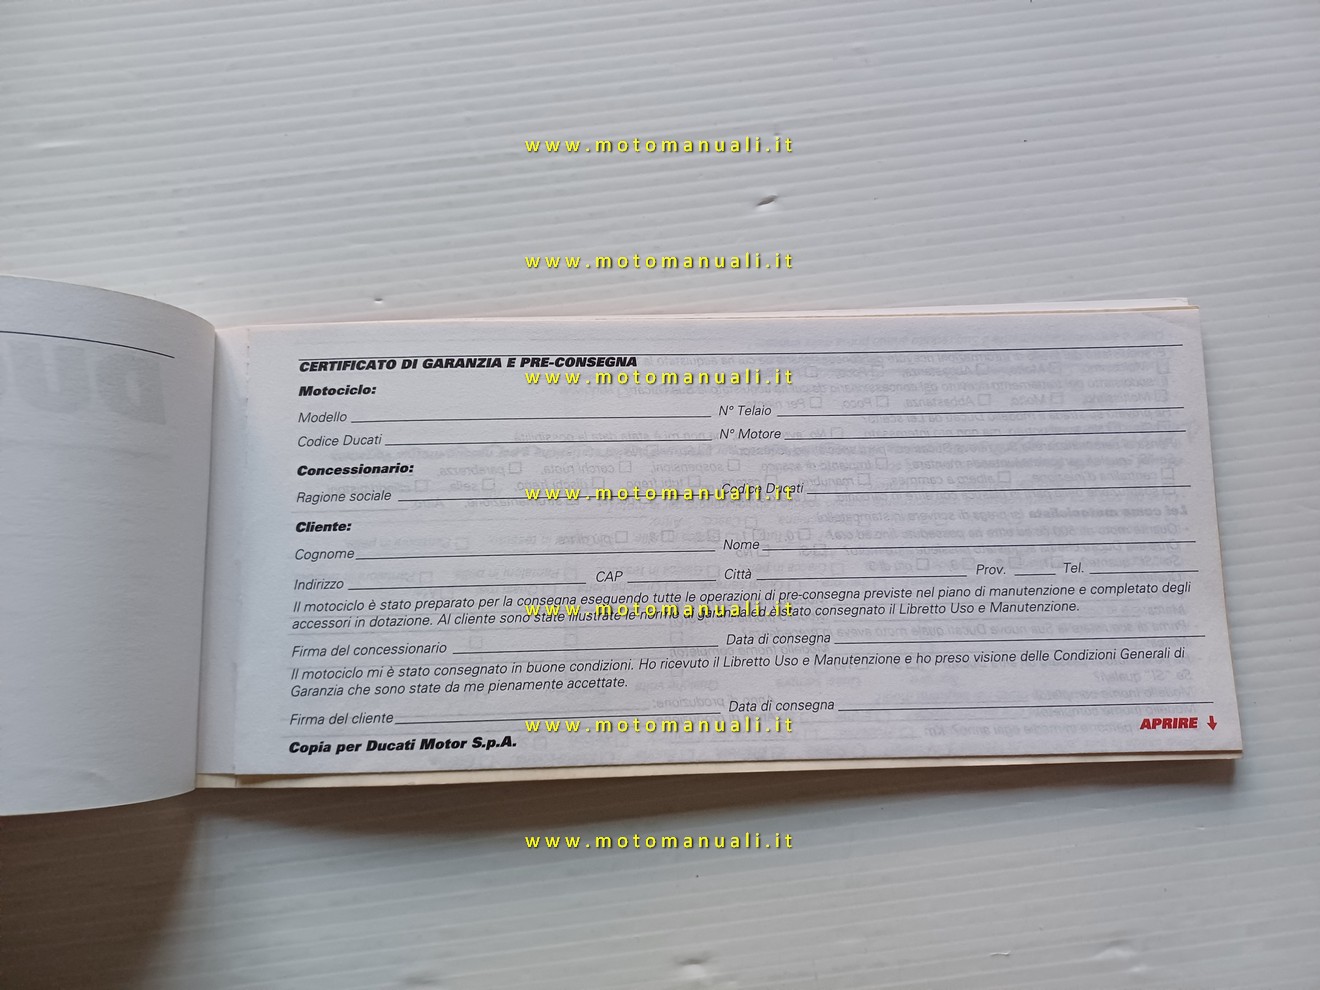 www.motomanuali.it
www.motomanuali.it
CERTIFICATO DI GARANZIA E PRE-CONSEGNA
www.motomanuali.it
Motociclo:
Modello N° Telaio
Codice Ducati N° Motore
Concessionario:
Ragione sociale Codice Ducati
www.motomanuali.it
Cliente:
Cognome Nome
Indirizzo CAP Città Prov. Tel.
Il motociclo è stato preparato per la consegna eseguendo tutte le operazioni di pre-consegna previste nel piano di manutenzione e completato degli
accessori in dotazione. Al cliente sono state illustrate le norme di garanzia ed è stato consegnato il Libretto Uso e Manutenzione.
www.motomanuali.it
Firma del concessionario Data di consegna
Il motociclo mi è stato consegnato in buone condizioni. Ho ricevuto il Libretto Uso e Manutenzione e ho preso visione delle Condizioni Generali di
Garanzia che sono state da me pienamente accettate.
Firma del cliente Data di consegna
www.motomanuali.it
APRIRE
Copia per Ducati Motor S.p.A.
www.motomanuali.it